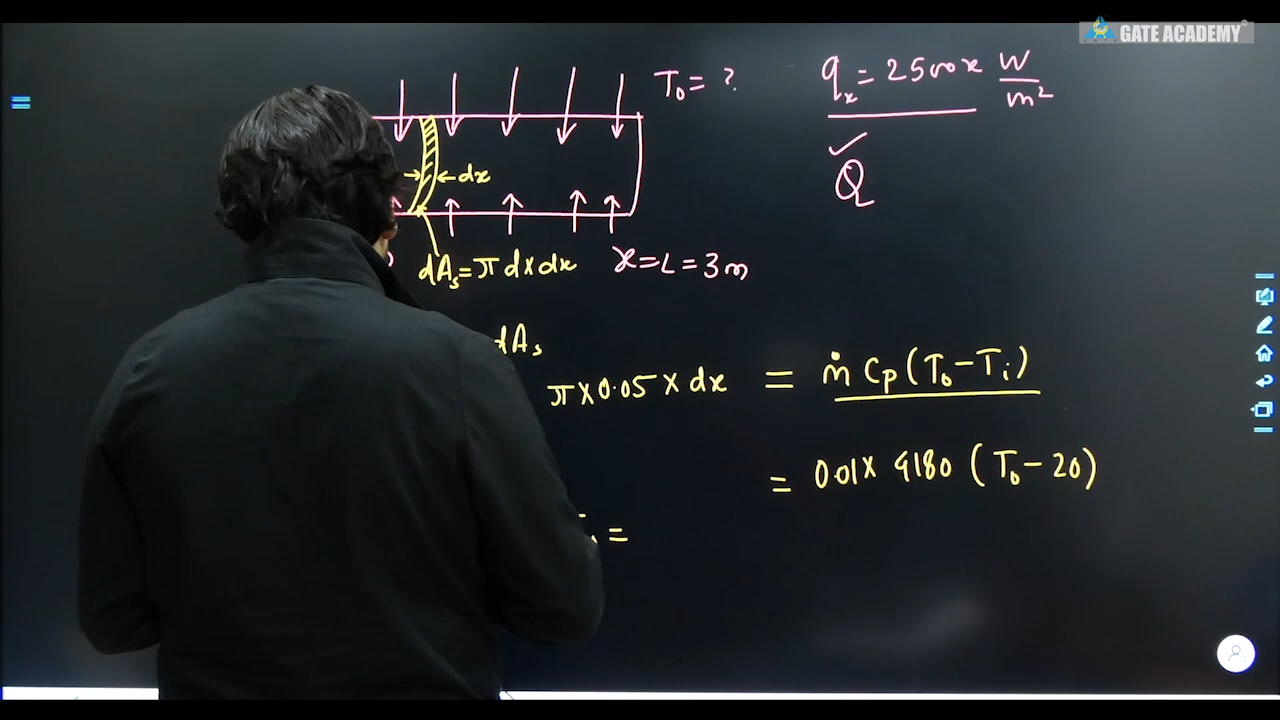 GATE ACADEMY®
T₀ = ?
qₓ = 2500x W/m²
Q
dx
dAₛ = π d x dx
x = L = 3m
dAₛ
π × 0.05 × dx = ṁ Cp (T₀ − Tᵢ)
= 0.01 × 4180 (T₀ − 20)
=